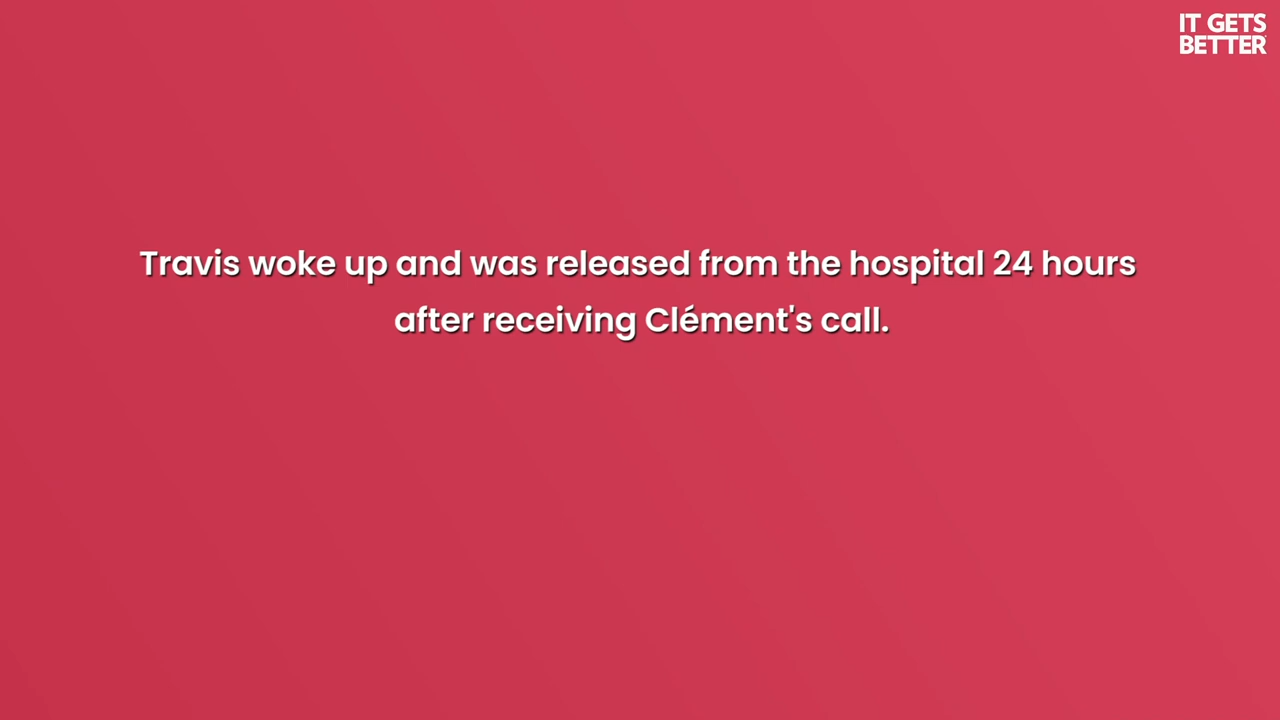 IT GETS
BETTER
Travis woke up and was released from the hospital 24 hours
after receiving Clément's call.